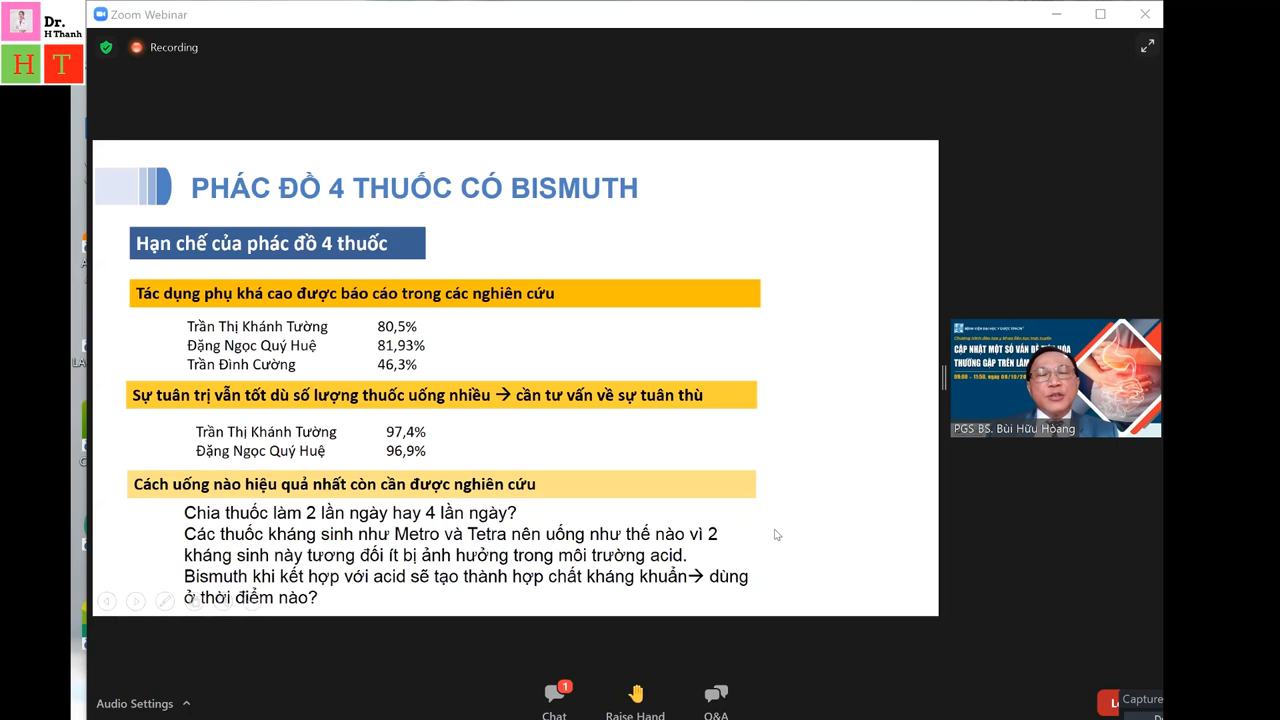 Dr.
H Thanh
H T
Zoom Webinar
Recording
PHÁC ĐỒ 4 THUỐC CÓ BISMUTH
Hạn chế của phác đồ 4 thuốc
Tác dụng phụ khá cao được báo cáo trong các nghiên cứu
Trần Thị Khánh Tường 80,5%
Đặng Ngọc Quý Huệ 81,93%
Trần Đình Cường 46,3%
Sự tuân trị vẫn tốt dù số lượng thuốc uống nhiều → cần tư vấn về sự tuân thủ
Trần Thị Khánh Tường 97,4%
Đặng Ngọc Quý Huệ 96,9%
Cách uống nào hiệu quả nhất còn cần được nghiên cứu
Chia thuốc làm 2 lần ngày hay 4 lần ngày?
Các thuốc kháng sinh như Metro và Tetra nên uống như thế nào vì 2
kháng sinh này tương đối ít bị ảnh hưởng trong môi trường acid.
Bismuth khi kết hợp với acid sẽ tạo thành hợp chất kháng khuẩn→ dùng
ở thời điểm nào?
BỆNH VIỆN ĐẠI HỌC Y DƯỢC TPHCM
CẬP NHẬT MỘT SỐ VẤN ĐỀ
THƯỜNG GẶP TRÊN
PGS BS. Bùi Hữu Hoàng
Audio Settings
1
Chat
Raise Hand
Q&A
Capture